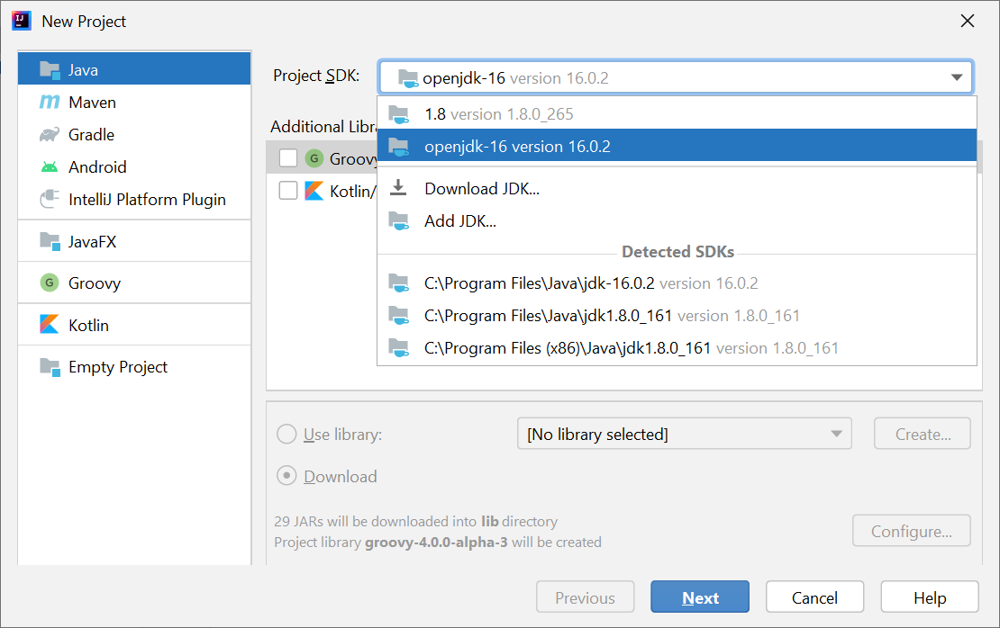 New Project
Java
Maven
Gradle
Android
IntelliJ Platform Plugin
JavaFX
G Groovy
Kotlin
Empty Project
Project SDK: openjdk-16 version 16.0.2
1.8 version 1.8.0_265
openjdk-16 version 16.0.2
Download JDK...
Add JDK...
Detected SDKs
C:\Program Files\Java\jdk-16.0.2 version 16.0.2
C:\Program Files\Java\jdk1.8.0_161 version 1.8.0_161
C:\Program Files (x86)\Java\jdk1.8.0_161 version 1.8.0_161
Additional Libra
G Groovy
Kotlin/
Use library: [No library selected] Create...
Download
29 JARs will be downloaded into lib directory
Project library groovy-4.0.0-alpha-3 will be created
Configure...
Previous Next Cancel Help